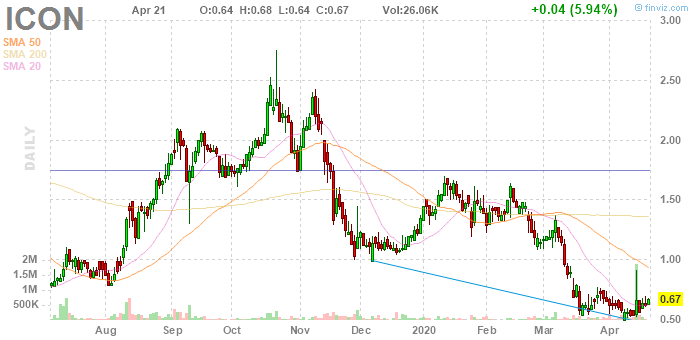 ICON
Apr 21 O:0.64 H:0.68 L:0.64 C:0.67 Vol:26.06K +0.04 (5.94%)
© finviz.com
SMA 50
SMA 200
SMA 20
DAILY
3.00
2.50
2.00
1.50
1.00
0.67
0.50
2M
1.5M
1M
500K
Aug Sep Oct Nov Dec 2020 Feb Mar Apr